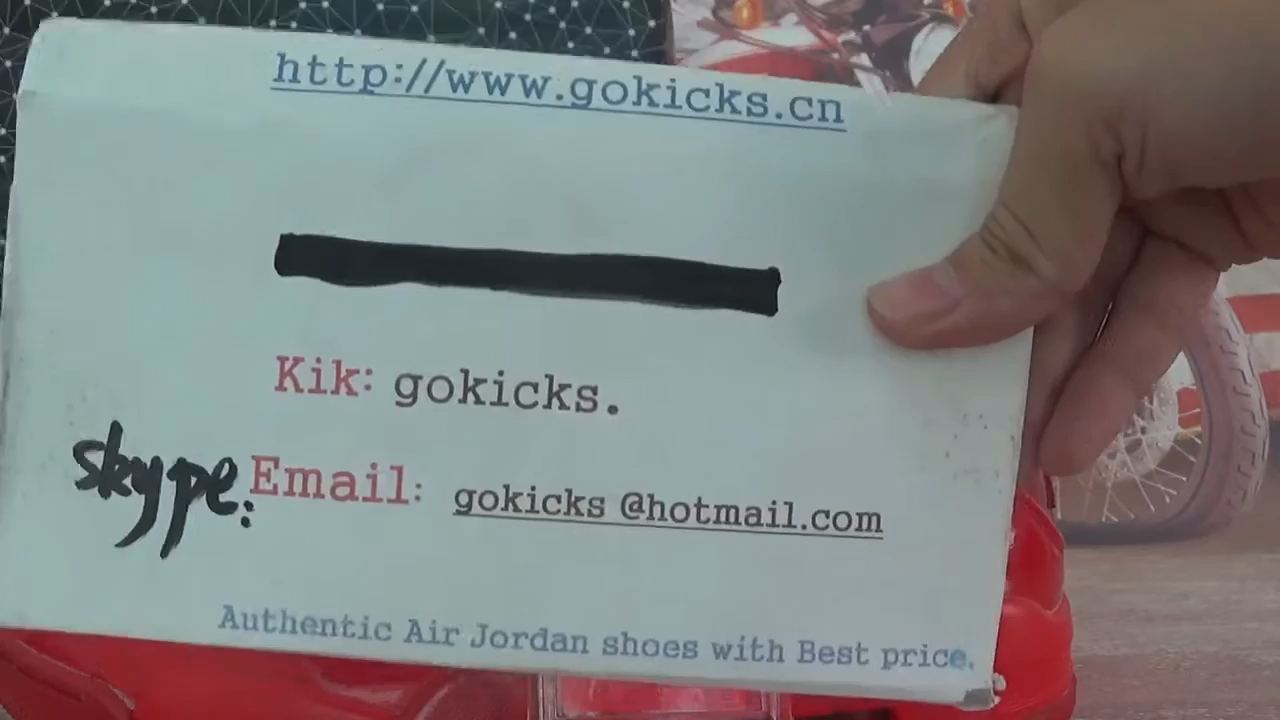 http://www.gokicks.cn
Kik: gokicks.
skype: Email: gokicks @hotmail.com
Authentic Air Jordan shoes with Best price.